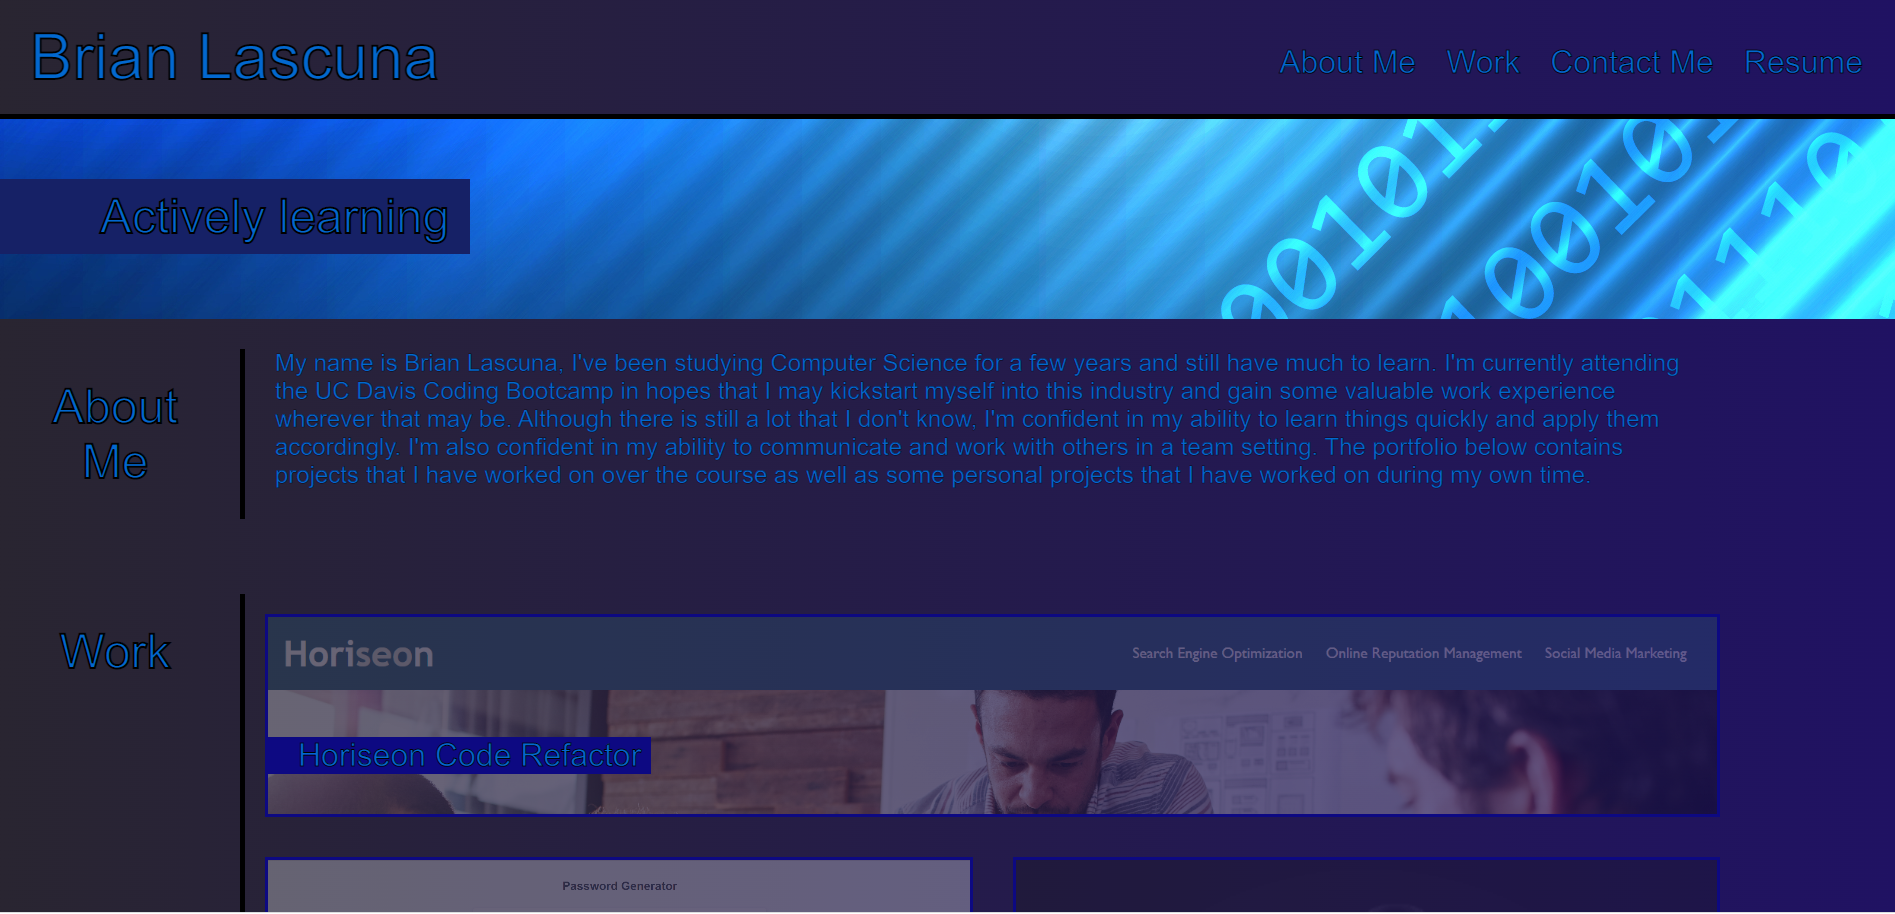 Brian Lascuna
About Me Work Contact Me Resume
001011
100101
01110
Actively learning
About
Me
My name is Brian Lascuna, I've been studying Computer Science for a few years and still have much to learn. I'm currently attending
the UC Davis Coding Bootcamp in hopes that I may kickstart myself into this industry and gain some valuable work experience
wherever that may be. Although there is still a lot that I don't know, I'm confident in my ability to learn things quickly and apply them
accordingly. I'm also confident in my ability to communicate and work with others in a team setting. The portfolio below contains
projects that I have worked on over the course as well as some personal projects that I have worked on during my own time.
Work
Horiseon
Search Engine Optimization Online Reputation Management Social Media Marketing
Horiseon Code Refactor
Password Generator